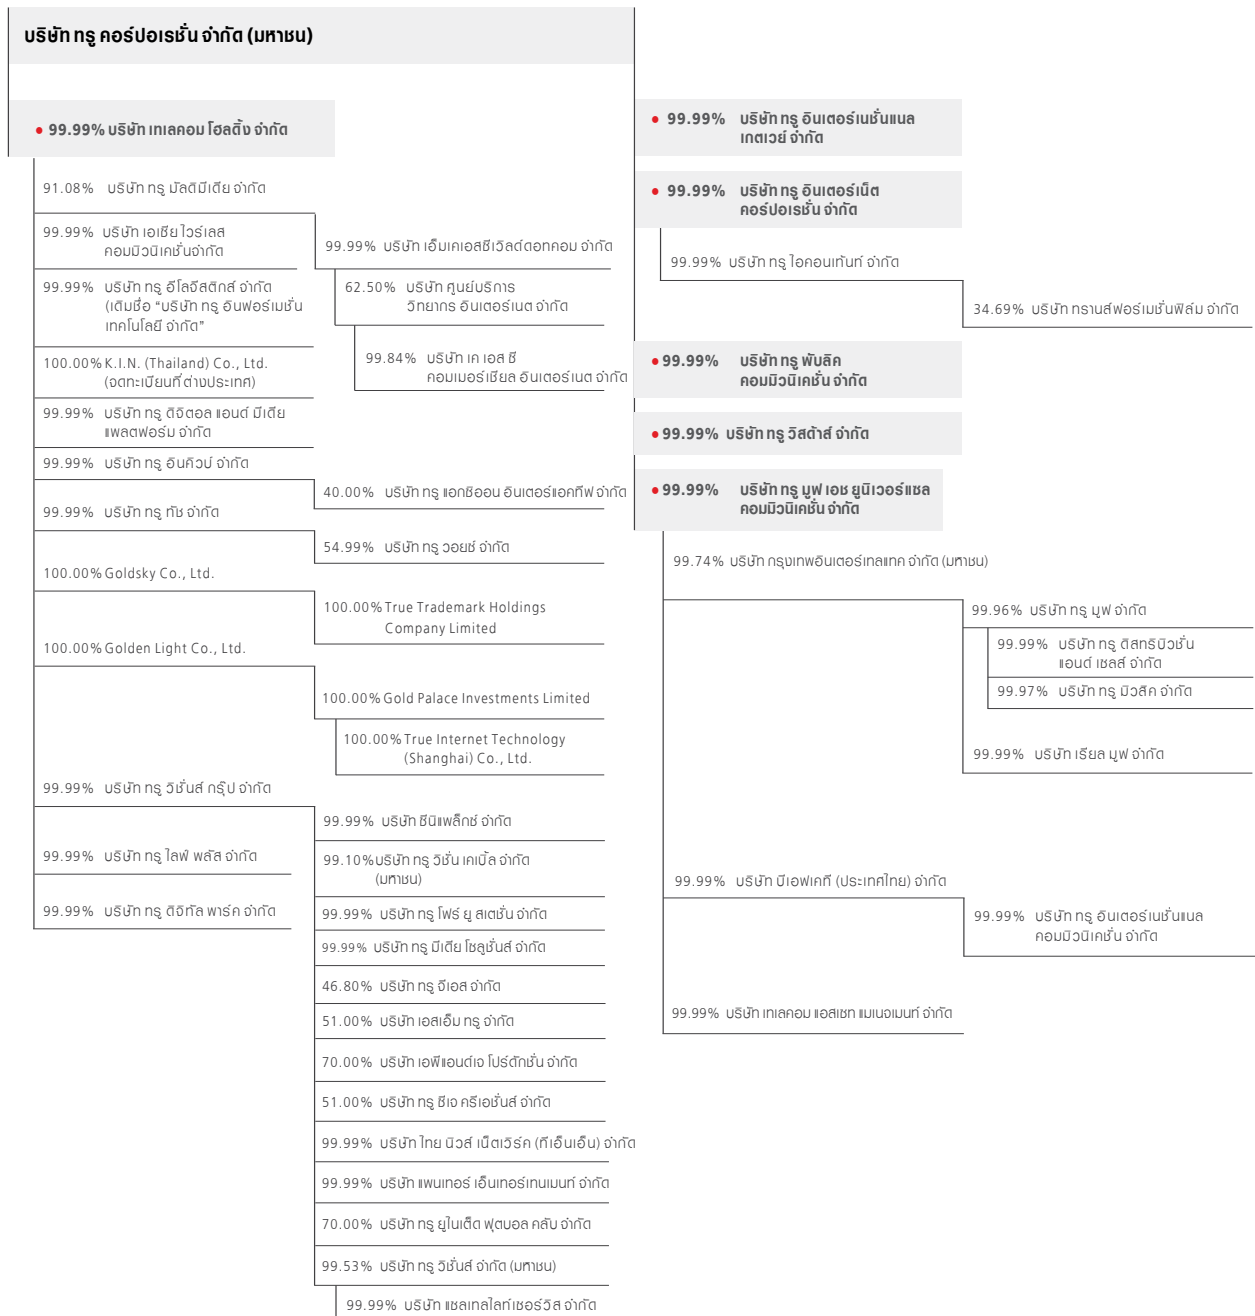 บริษัท ทรู คอร์ปอเรชั่น จำกัด (มหาชน)
• 99.99% บริษัท เทเลคอม โฮลดิ้ง จำกัด
91.08% บริษัท ทรู มัลติมีเดีย จำกัด
99.99% บริษัท เอเชีย ไวร์เลส
คอมมิวนิเคชั่นจำกัด
99.99% บริษัท เอ็มเคเอสซีเวิลด์ดอทคอม จำกัด
62.50% บริษัท ศูนย์บริการ
วิทยากร อินเตอร์เนต จำกัด
99.84% บริษัท เค เอส ซี
คอมเมอร์เชียล อินเตอร์เนต จำกัด
99.99% บริษัท ทรู อีโลจีสติกส์ จำกัด
(เดิมชื่อ “บริษัท ทรู อินฟอร์เมชั่น
เทคโนโลยี จำกัด”
100.00% K.I.N. (Thailand) Co., Ltd.
(จดทะเบียนที่ต่างประเทศ)
99.99% บริษัท ทรู ดิจิตอล แอนด์ มีเดีย
แพลตฟอร์ม จำกัด
99.99% บริษัท ทรู อินคิวบ์ จำกัด
40.00% บริษัท ทรู แอกซิออน อินเตอร์แอคทีฟ จำกัด
99.99% บริษัท ทรู ทัช จำกัด
54.99% บริษัท ทรู วอยซ์ จำกัด
100.00% Goldsky Co., Ltd.
100.00% True Trademark Holdings
Company Limited
100.00% Golden Light Co., Ltd.
100.00% Gold Palace Investments Limited
100.00% True Internet Technology
(Shanghai) Co., Ltd.
99.99% บริษัท ทรู วิชั่นส์ กรุ๊ป จำกัด
99.99% บริษัท ซีนิเพล็กซ์ จำกัด
99.10% บริษัท ทรู วิชั่น เคเบิ้ล จำกัด
(มหาชน)
99.99% บริษัท ทรู โฟร์ ยู สเตชั่น จำกัด
99.99% บริษัท ทรู มีเดีย โซลูชั่นส์ จำกัด
46.80% บริษัท ทรู จีเอส จำกัด
51.00% บริษัท เอสเอ็ม ทรู จำกัด
70.00% บริษัท เอพีแอนด์เจ โปร์ดักชั่น จำกัด
51.00% บริษัท ทรู ซีเจ ครีเอชั่นส์ จำกัด
99.99% บริษัท ไทย นิวส์ เน็ตเวิร์ค (ทีเอ็นเอ็น) จำกัด
99.99% บริษัท แพนเทอร์ เอ็นเทอร์เทนเมนท์ จำกัด
70.00% บริษัท ทรู ยูไนเต็ด ฟุตบอล คลับ จำกัด
99.53% บริษัท ทรู วิชั่นส์ จำกัด (มหาชน)
99.99% บริษัท แซลเทลไลท์เซอร์วิส จำกัด
99.99% บริษัท ทรู ไลฟ์ พลัส จำกัด
99.99% บริษัท ทรู ดิจิทัล พาร์ค จำกัด
• 99.99% บริษัท ทรู อินเตอร์เนชั่นแนล
เกตเวย์ จำกัด
• 99.99% บริษัท ทรู อินเตอร์เน็ต
คอร์ปอเรชั่น จำกัด
99.99% บริษัท ทรู ไอคอนเท้นท์ จำกัด
34.69% บริษัท ทรานส์ฟอร์เมชั่นฟิล์ม จำกัด
• 99.99% บริษัท ทรู พับลิค
คอมมิวนิเคชั่น จำกัด
• 99.99% บริษัท ทรู วิสต้าส์ จำกัด
• 99.99% บริษัท ทรู มูฟ เอช ยูนิเวอร์แซล
คอมมิวนิเคชั่น จำกัด
99.74% บริษัท กรุงเทพอินเตอร์เทลเทค จำกัด (มหาชน)
99.96% บริษัท ทรู มูฟ จำกัด
99.99% บริษัท ทรู ดิสทริบิวชั่น
แอนด์ เซลส์ จำกัด
99.97% บริษัท ทรู มิวสิค จำกัด
99.99% บริษัท เรียล มูฟ จำกัด
99.99% บริษัท บีเอฟเคที (ประเทศไทย) จำกัด
99.99% บริษัท ทรู อินเตอร์เนชั่นแนล
คอมมิวนิเคชั่น จำกัด
99.99% บริษัท เทเลคอม แอสเซท แมเนจเมนท์ จำกัด